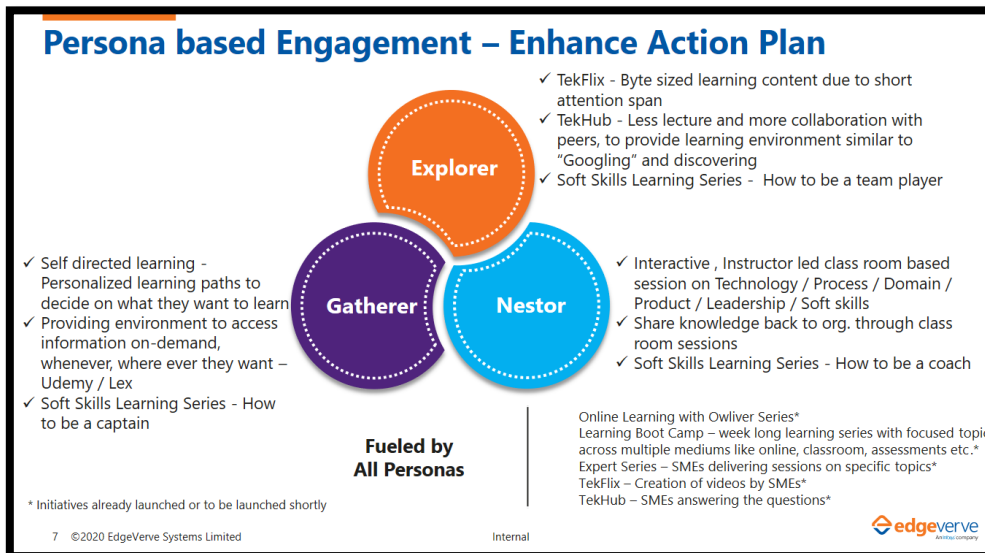 Persona based Engagement – Enhance Action Plan
✓ TekFlix - Byte sized learning content due to short
attention span
✓ TekHub - Less lecture and more collaboration with
peers, to provide learning environment similar to
“Googling” and discovering
✓ Soft Skills Learning Series - How to be a team player
Explorer
✓ Self directed learning -
Personalized learning paths to
decide on what they want to learn
✓ Providing environment to access
information on-demand,
whenever, where ever they want –
Udemy / Lex
✓ Soft Skills Learning Series - How
to be a captain
Gatherer
Nestor
✓ Interactive , Instructor led class room based
session on Technology / Process / Domain /
Product / Leadership / Soft skills
✓ Share knowledge back to org. through class
room sessions
✓ Soft Skills Learning Series - How to be a coach
Fueled by
All Personas
Online Learning with Owliver Series*
Learning Boot Camp – week long learning series with focused topic
across multiple mediums like online, classroom, assessments etc.*
Expert Series – SMEs delivering sessions on specific topics*
TekFlix – Creation of videos by SMEs*
TekHub – SMEs answering the questions*
* Initiatives already launched or to be launched shortly
7 ©2020 EdgeVerve Systems Limited
Internal
edgeverve
An Infosys company